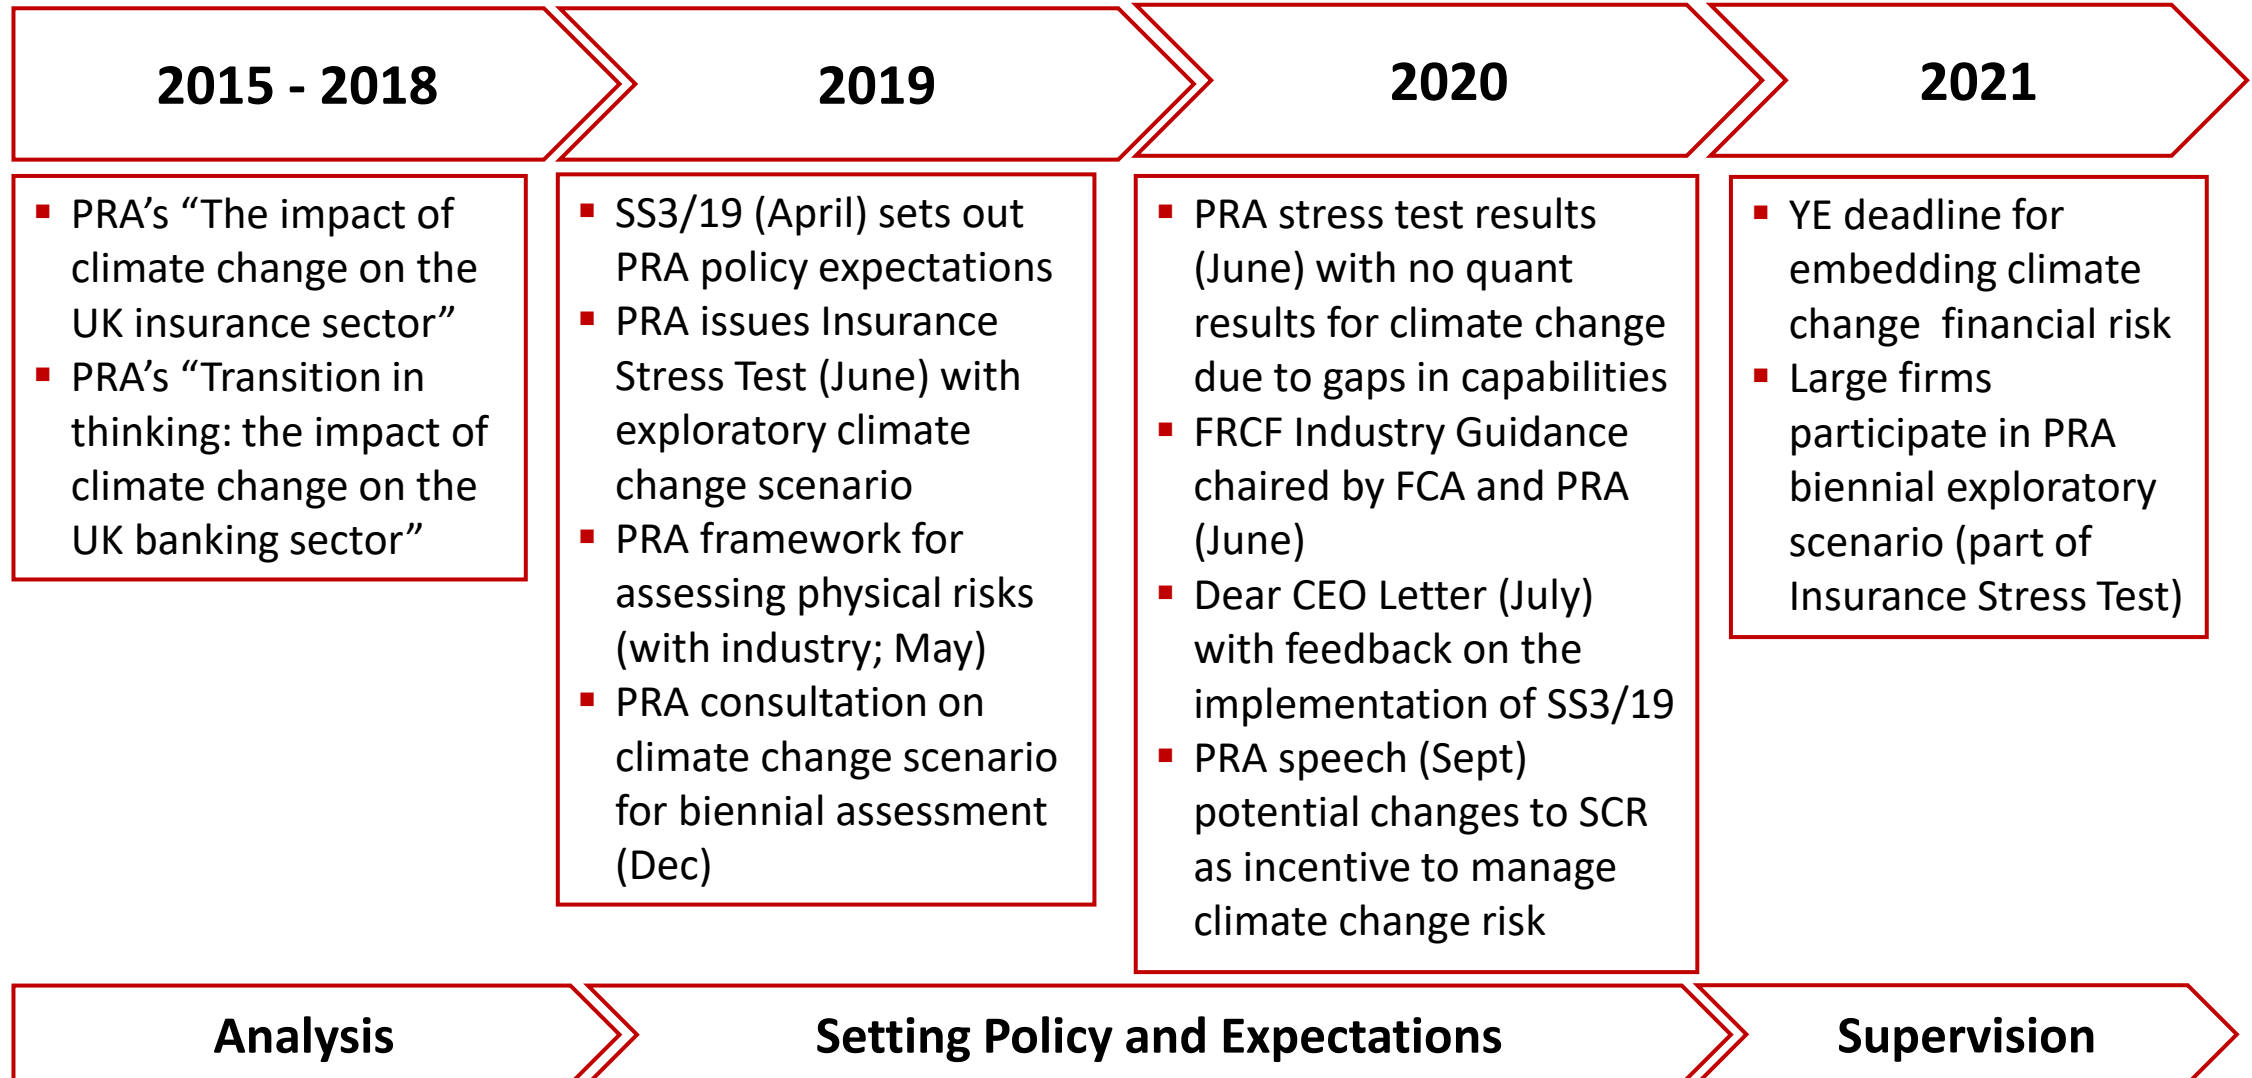 2015 - 2018
2019
2020
2021
▪ PRA’s “The impact of
climate change on the
UK insurance sector”
▪ PRA’s “Transition in
thinking: the impact of
climate change on the
UK banking sector”
▪ SS3/19 (April) sets out
PRA policy expectations
▪ PRA issues Insurance
Stress Test (June) with
exploratory climate
change scenario
▪ PRA framework for
assessing physical risks
(with industry; May)
▪ PRA consultation on
climate change scenario
for biennial assessment
(Dec)
▪ PRA stress test results
(June) with no quant
results for climate change
due to gaps in capabilities
▪ FRCF Industry Guidance
chaired by FCA and PRA
(June)
▪ Dear CEO Letter (July)
with feedback on the
implementation of SS3/19
▪ PRA speech (Sept)
potential changes to SCR
as incentive to manage
climate change risk
▪ YE deadline for
embedding climate
change  financial risk
▪ Large firms
participate in PRA
biennial exploratory
scenario (part of
Insurance Stress Test)
Analysis
Setting Policy and Expectations
Supervision